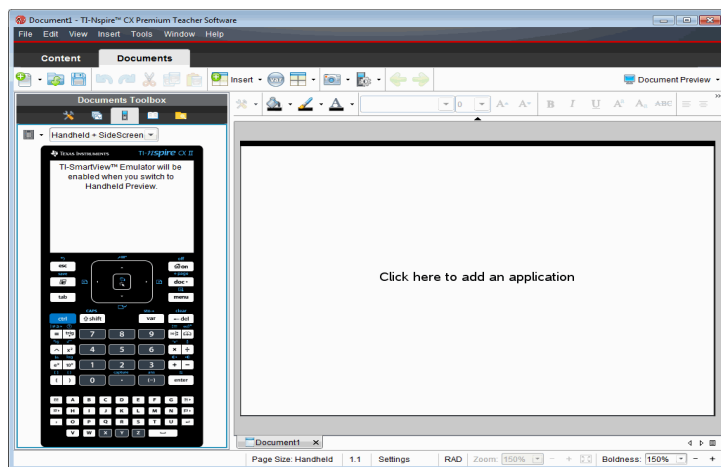 Document1 - TI-Nspire™ CX Premium Teacher Software
File Edit View Insert Tools Window Help
Content Documents
Insert Document Preview
Documents Toolbox
A 0 A A B I U ABC
Handheld + SideScreen
TEXAS INSTRUMENTS TI-nspire CX II
TI-SmartView™ Emulator will be
enabled when you switch to
Handheld Preview.
esc on
doc
tab menu
CAPS clear
ctrl shift var del
7 8 9
4 5 6
1 2 3
( ) 0 . (−) enter
A B C D E F G
H I J K L M N
O P Q R S T U
V W X Y Z
Click here to add an application
Document1
Page Size: Handheld 1.1 Settings RAD Zoom: 150% − + Boldness: 150% − +